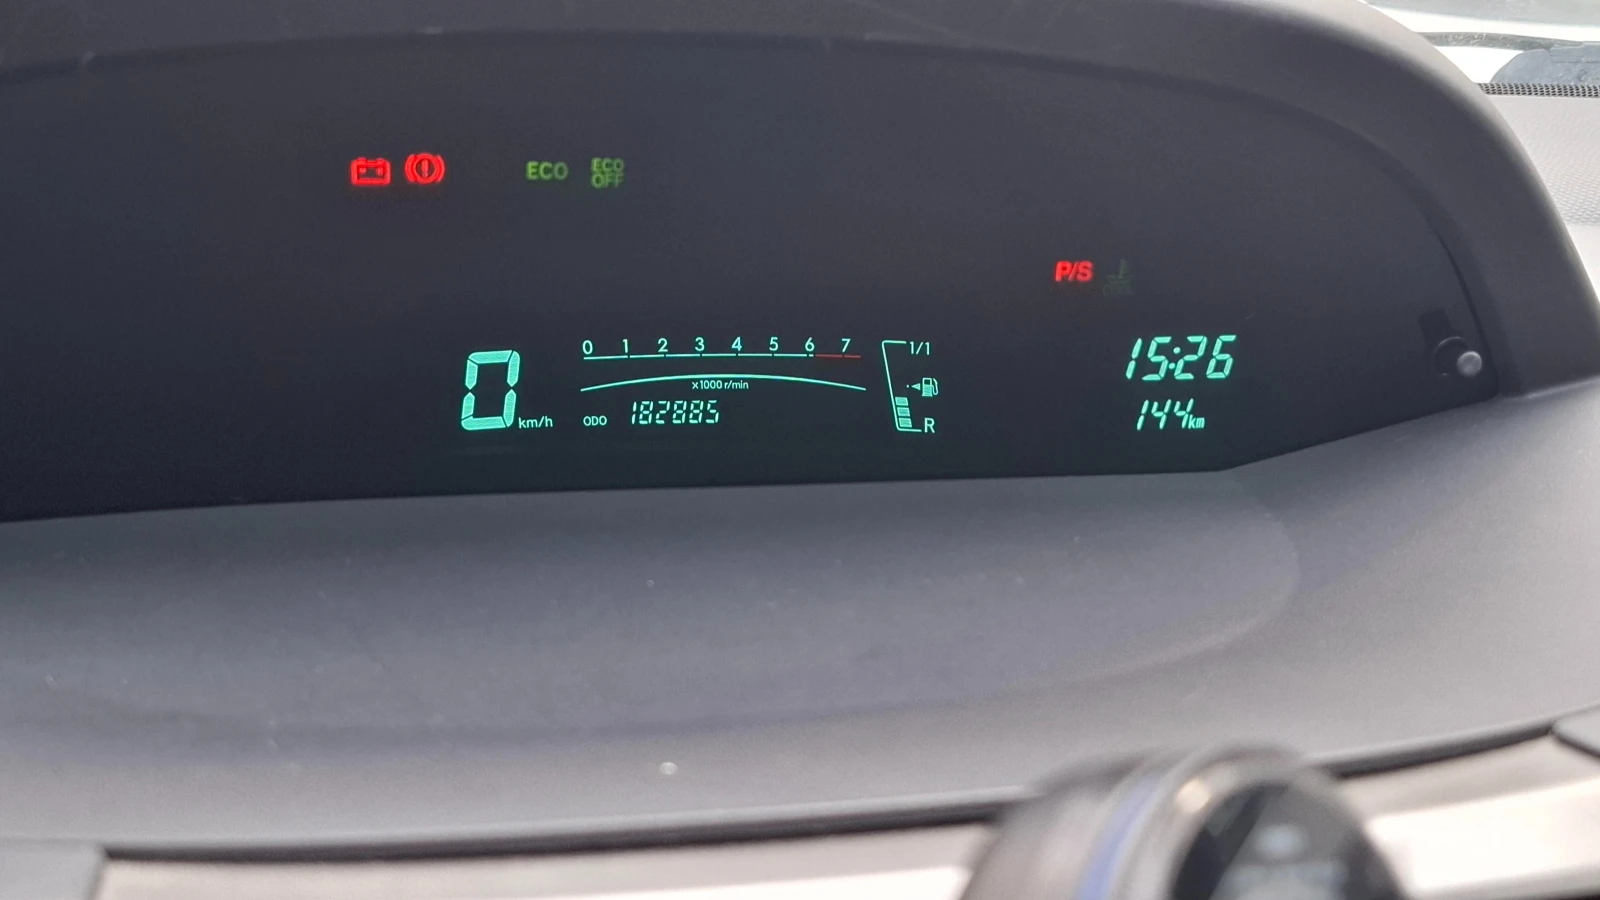 ECO
ECO
OFF
P/S
0 1 2 3 4 5 6 7
x1000 r/min
0 km/h
ODO 182885
1/1
R
15:26
144km